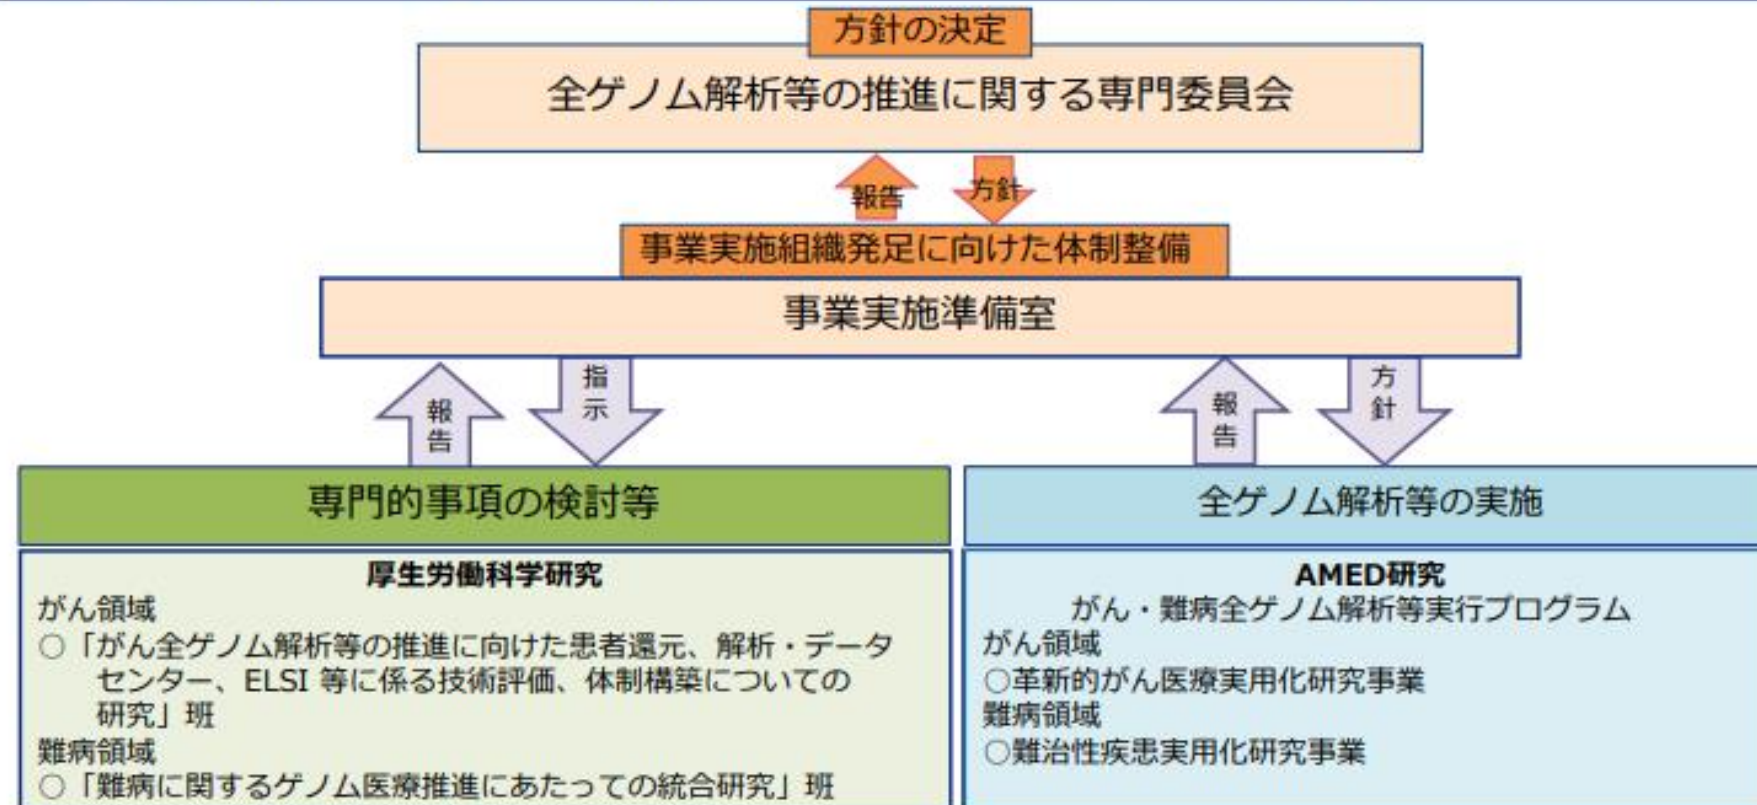 方針の決定
全ゲノム解析等の推進に関する専門委員会
報告
方針
事業実施組織発足に向けた体制整備
事業実施準備室
報告
指示
報告
方針
専門的事項の検討等
厚生労働科学研究
がん領域
○「がん全ゲノム解析等の推進に向けた患者還元、解析・データ
センター、ELSI 等に係る技術評価、体制構築についての
研究」班
難病領域
○「難病に関するゲノム医療推進にあたっての統合研究」班
全ゲノム解析等の実施
AMED研究
がん・難病全ゲノム解析等実行プログラム
がん領域
○革新的がん医療実用化研究事業
難病領域
○難治性疾患実用化研究事業